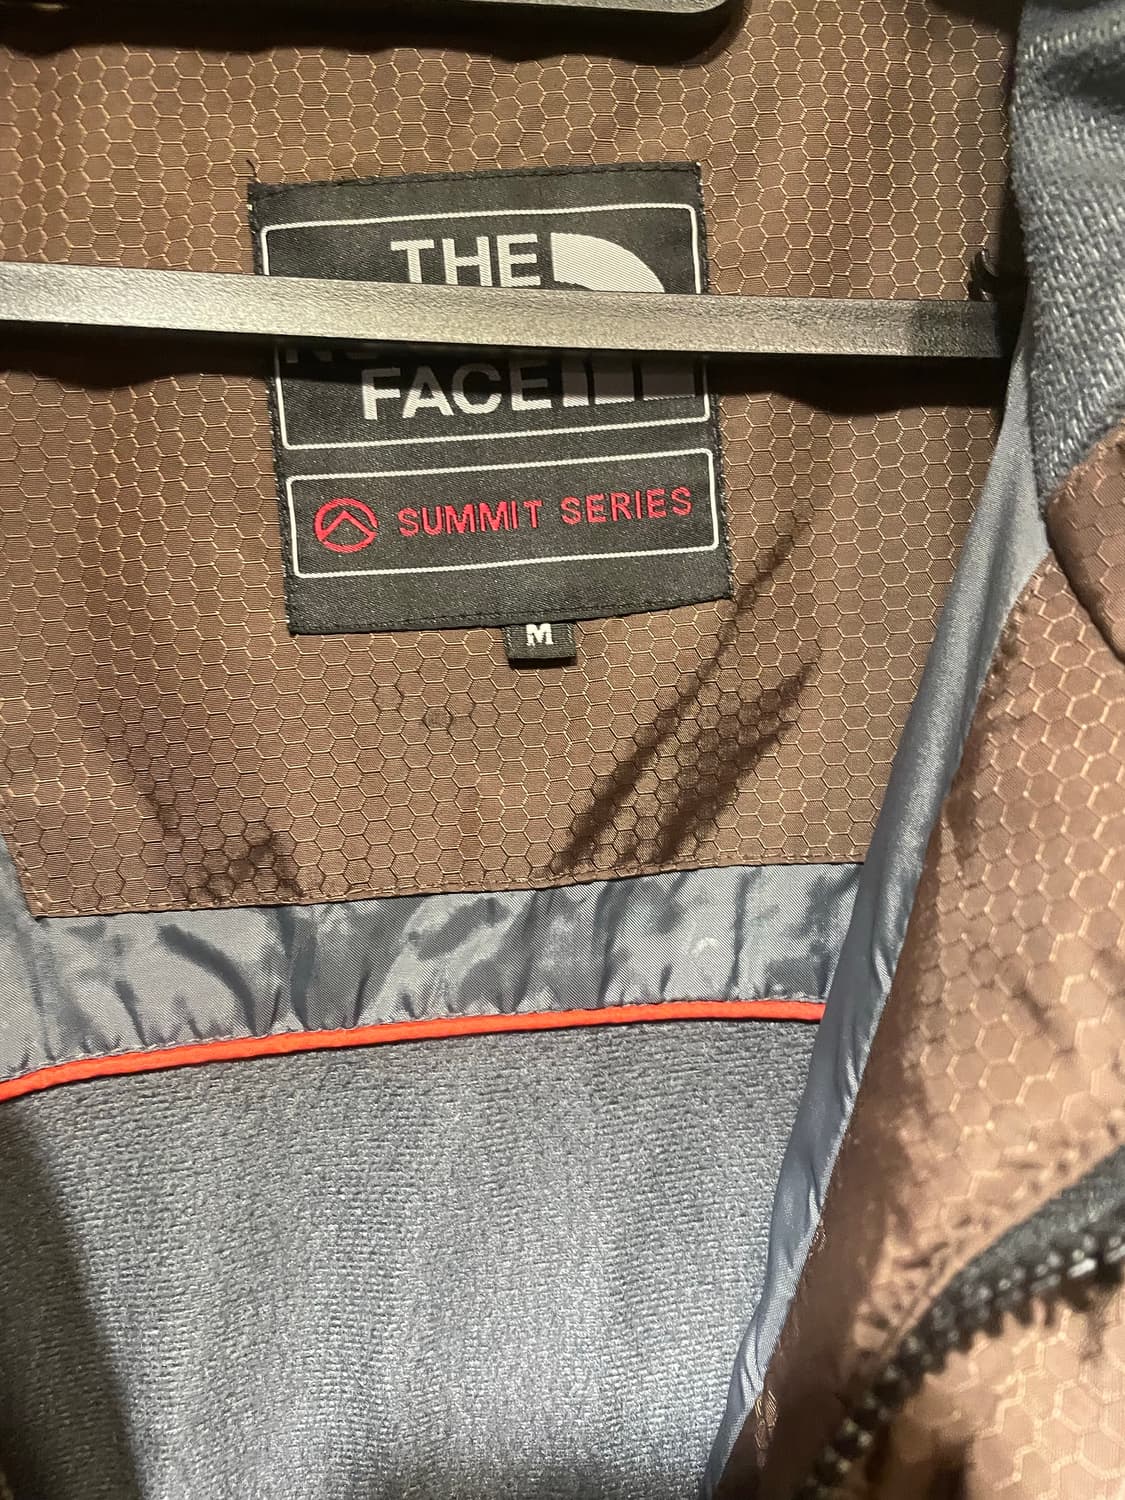 THE
FACE
SUMMIT SERIES
M